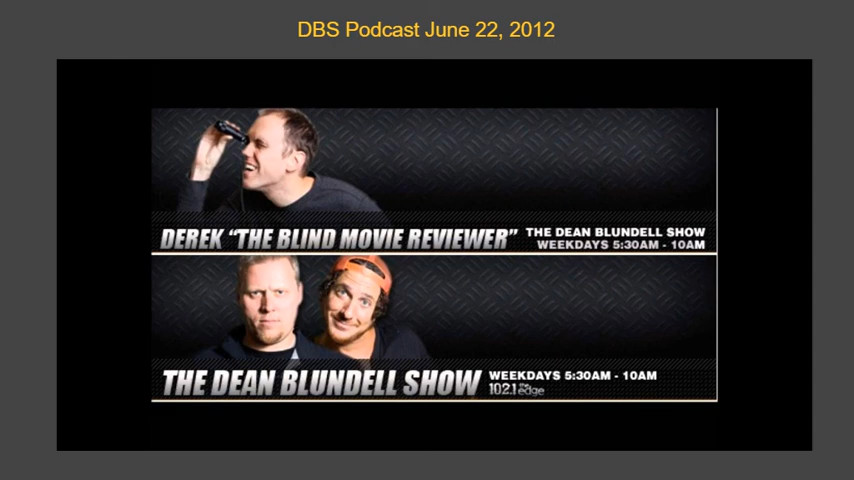 DBS Podcast June 22, 2012
DEREK “THE BLIND MOVIE REVIEWER”
THE DEAN BLUNDELL SHOW
WEEKDAYS 5:30AM - 10AM
THE DEAN BLUNDELL SHOW
WEEKDAYS 5:30AM - 10AM
102.1 the edge